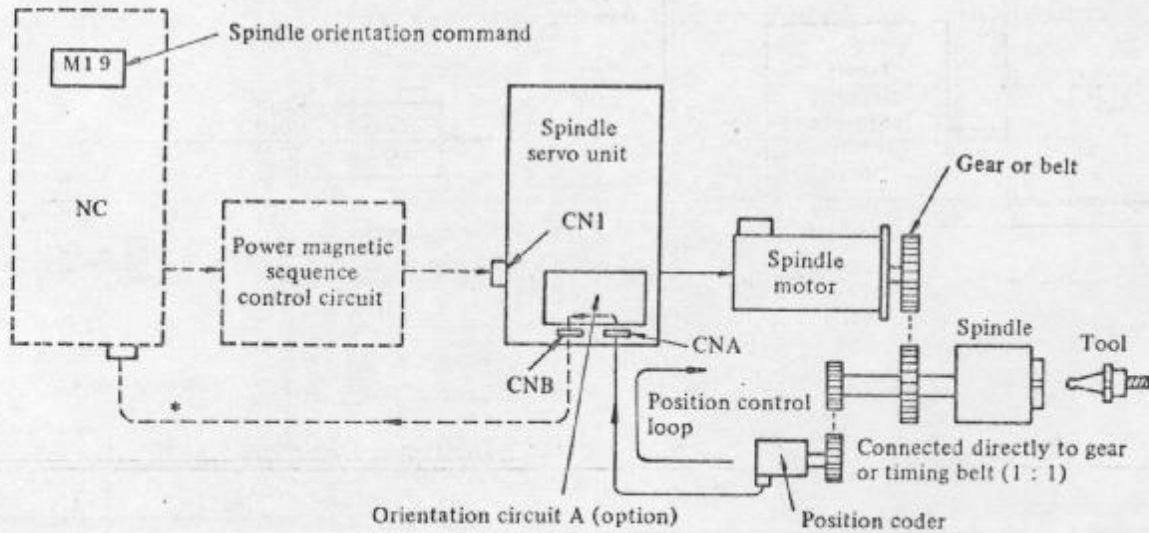 Spindle orientation command
M19
NC
Power magnetic
sequence
control circuit
Spindle
servo unit
CN1
CNB
CNA
Gear or belt
Spindle
motor
Spindle
Tool
Position control
loop
Connected directly to gear
or timing belt (1 : 1)
Position coder
Orientation circuit A (option)
*